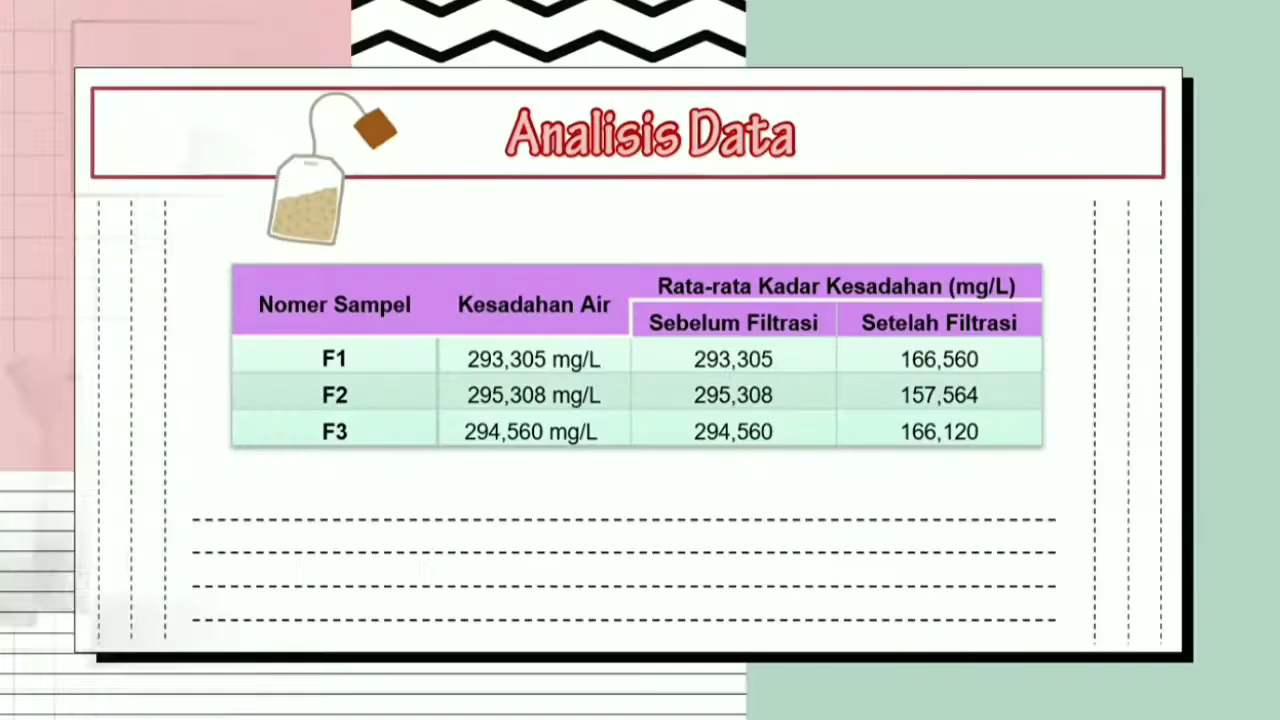 Analisis Data
Nomer Sampel Kesadahan Air Rata-rata Kadar Kesadahan (mg/L)
Sebelum Filtrasi Setelah Filtrasi
F1 293,305 mg/L 293,305 166,560
F2 295,308 mg/L 295,308 157,564
F3 294,560 mg/L 294,560 166,120